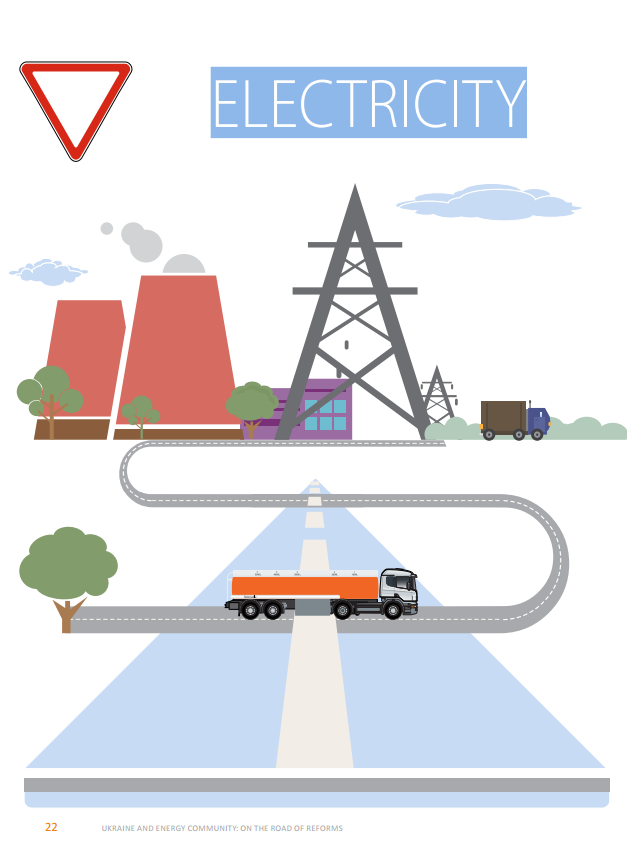 ELECTRICITY
22 UKRAINE AND ENERGY COMMUNITY: ON THE ROAD OF REFORMS